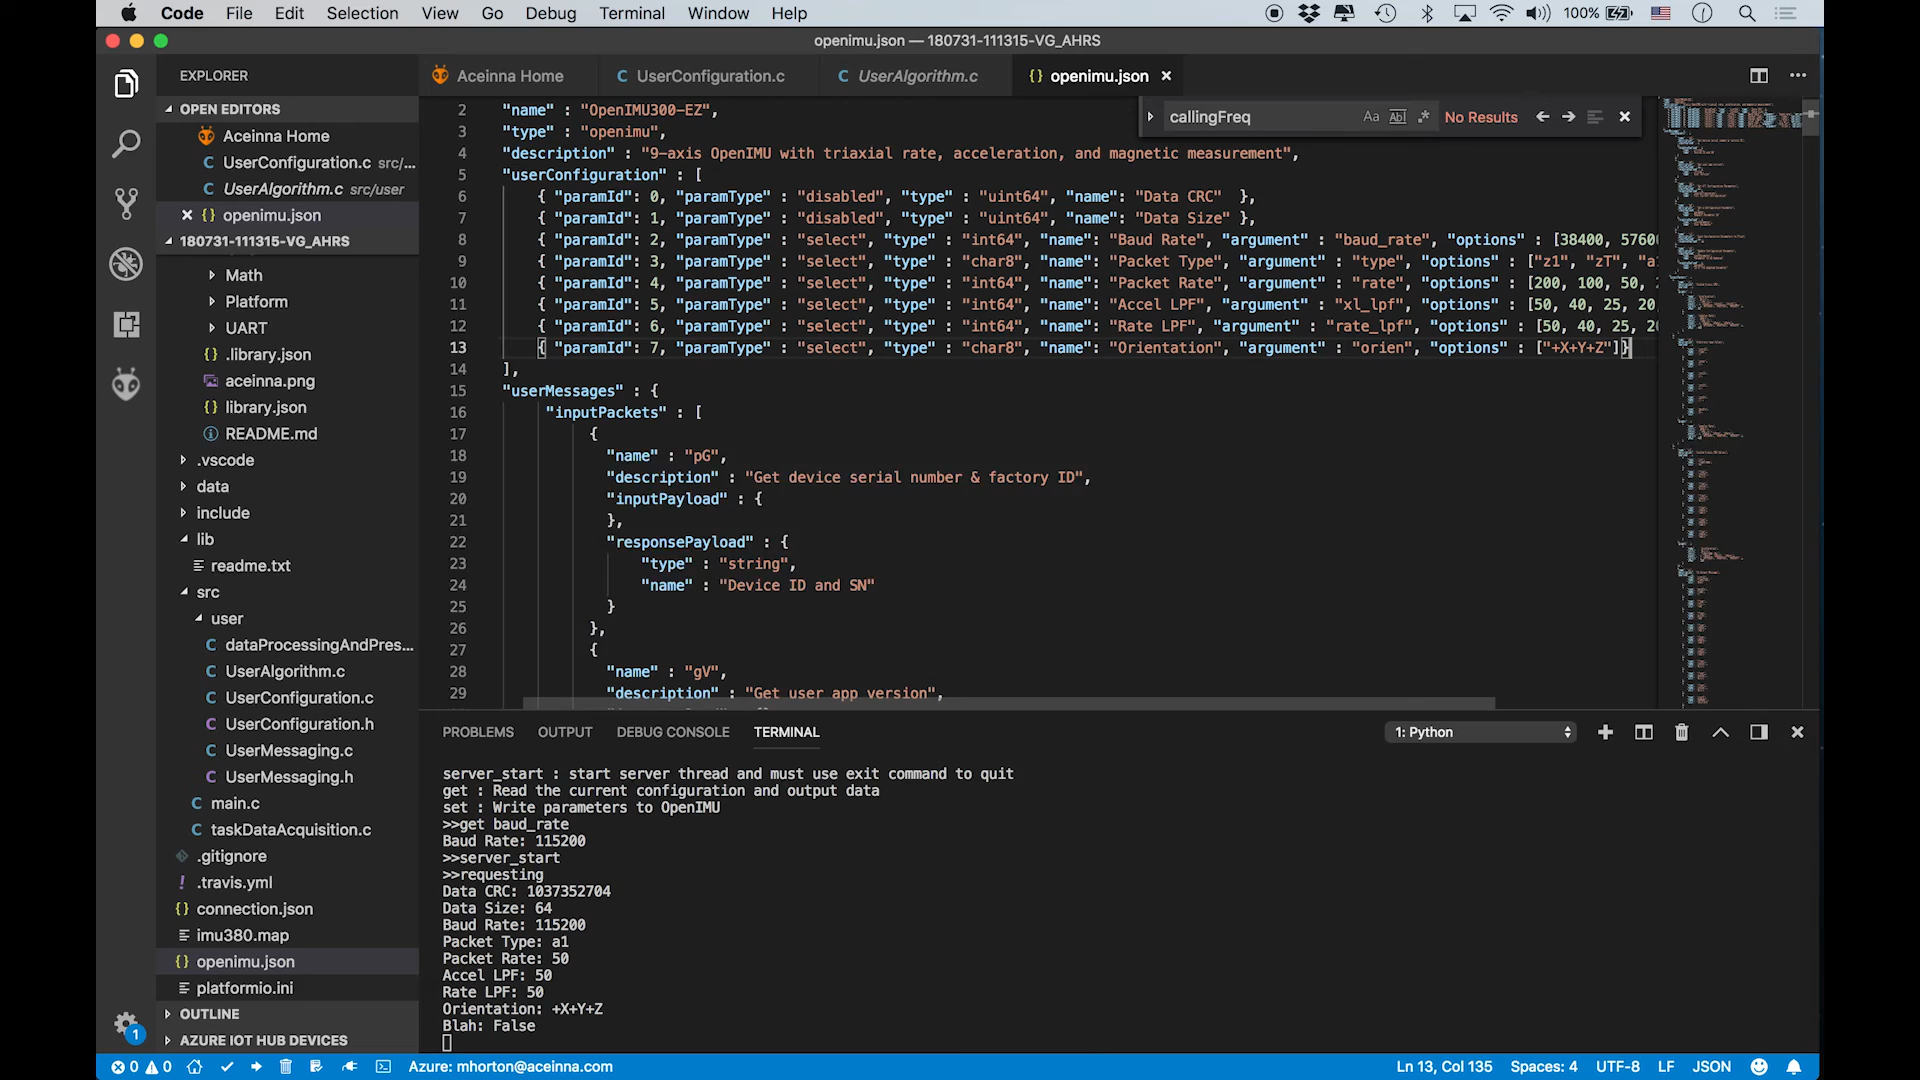 Code File Edit Selection View Go Debug Terminal Window Help 100%
openimu.json — 180731-111315-VG_AHRS
EXPLORER
Aceinna Home
UserConfiguration.c
UserAlgorithm.c
openimu.json
OPEN EDITORS
Aceinna Home
UserConfiguration.c src/...
UserAlgorithm.c src/user
openimu.json
180731-111315-VG_AHRS
Math
Platform
UART
.library.json
aceinna.png
library.json
README.md
.vscode
data
include
lib
readme.txt
src
user
dataProcessingAndPres...
UserAlgorithm.c
UserConfiguration.c
UserConfiguration.h
UserMessaging.c
UserMessaging.h
main.c
taskDataAcquisition.c
.gitignore
.travis.yml
connection.json
imu380.map
openimu.json
platformio.ini
OUTLINE
AZURE IOT HUB DEVICES
1
callingFreq Aa Abl .* No Results
2 "name" : "OpenIMU300-EZ",
3 "type" : "openimu",
4 "description" : "9-axis OpenIMU with triaxial rate, acceleration, and magnetic measurement",
5 "userConfiguration" : [
6 { "paramId": 0, "paramType" : "disabled", "type" : "uint64", "name": "Data CRC" },
7 { "paramId": 1, "paramType" : "disabled", "type" : "uint64", "name": "Data Size" },
8 { "paramId": 2, "paramType" : "select", "type" : "int64", "name": "Baud Rate", "argument" : "baud_rate", "options" : [38400, 5760
9 { "paramId": 3, "paramType" : "select", "type" : "char8", "name": "Packet Type", "argument" : "type", "options" : ["z1", "zT", "a
10 { "paramId": 4, "paramType" : "select", "type" : "int64", "name": "Packet Rate", "argument" : "rate", "options" : [200, 100, 50,
11 { "paramId": 5, "paramType" : "select", "type" : "int64", "name": "Accel LPF", "argument" : "xl_lpf", "options" : [50, 40, 25, 20,
12 { "paramId": 6, "paramType" : "select", "type" : "int64", "name": "Rate LPF", "argument" : "rate_lpf", "options" : [50, 40, 25, 20
13 { "paramId": 7, "paramType" : "select", "type" : "char8", "name": "Orientation", "argument" : "orien", "options" : ["+X+Y+Z"]}
14 ],
15 "userMessages" : {
16 "inputPackets" : [
17 {
18 "name" : "pG",
19 "description" : "Get device serial number & factory ID",
20 "inputPayload" : {
21 },
22 "responsePayload" : {
23 "type" : "string",
24 "name" : "Device ID and SN"
25 }
26 },
27 {
28 "name" : "gV",
29 "description" : "Get user app version",
PROBLEMS OUTPUT DEBUG CONSOLE TERMINAL 1: Python
server_start : start server thread and must use exit command to quit
get : Read the current configuration and output data
set : Write parameters to OpenIMU
>>get baud_rate
Baud Rate: 115200
>>server_start
>>requesting
Data CRC: 1037352704
Data Size: 64
Baud Rate: 115200
Packet Type: a1
Packet Rate: 50
Accel LPF: 50
Rate LPF: 50
Orientation: +X+Y+Z
Blah: False
0 0 Azure: mhorton@aceinna.com Ln 13, Col 135 Spaces: 4 UTF-8 LF JSON